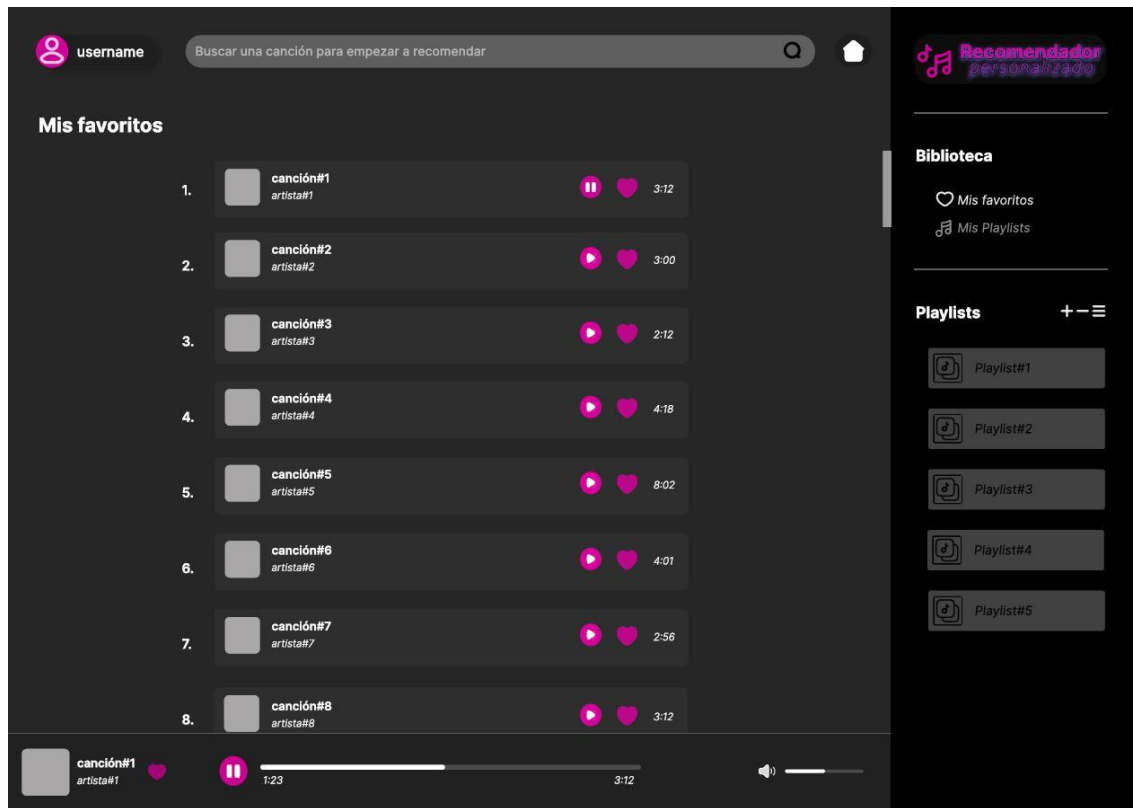 username
Buscar una canción para empezar a recomendar
Recomendador
personalizado
Mis favoritos
1.
canción#1
artista#1
3:12
2.
canción#2
artista#2
3:00
3.
canción#3
artista#3
2:12
4.
canción#4
artista#4
4:18
5.
canción#5
artista#5
8:02
6.
canción#6
artista#6
4:01
7.
canción#7
artista#7
2:56
8.
canción#8
artista#8
3:12
Biblioteca
Mis favoritos
Mis Playlists
Playlists
Playlist#1
Playlist#2
Playlist#3
Playlist#4
Playlist#5
canción#1
artista#1
1:23
3:12